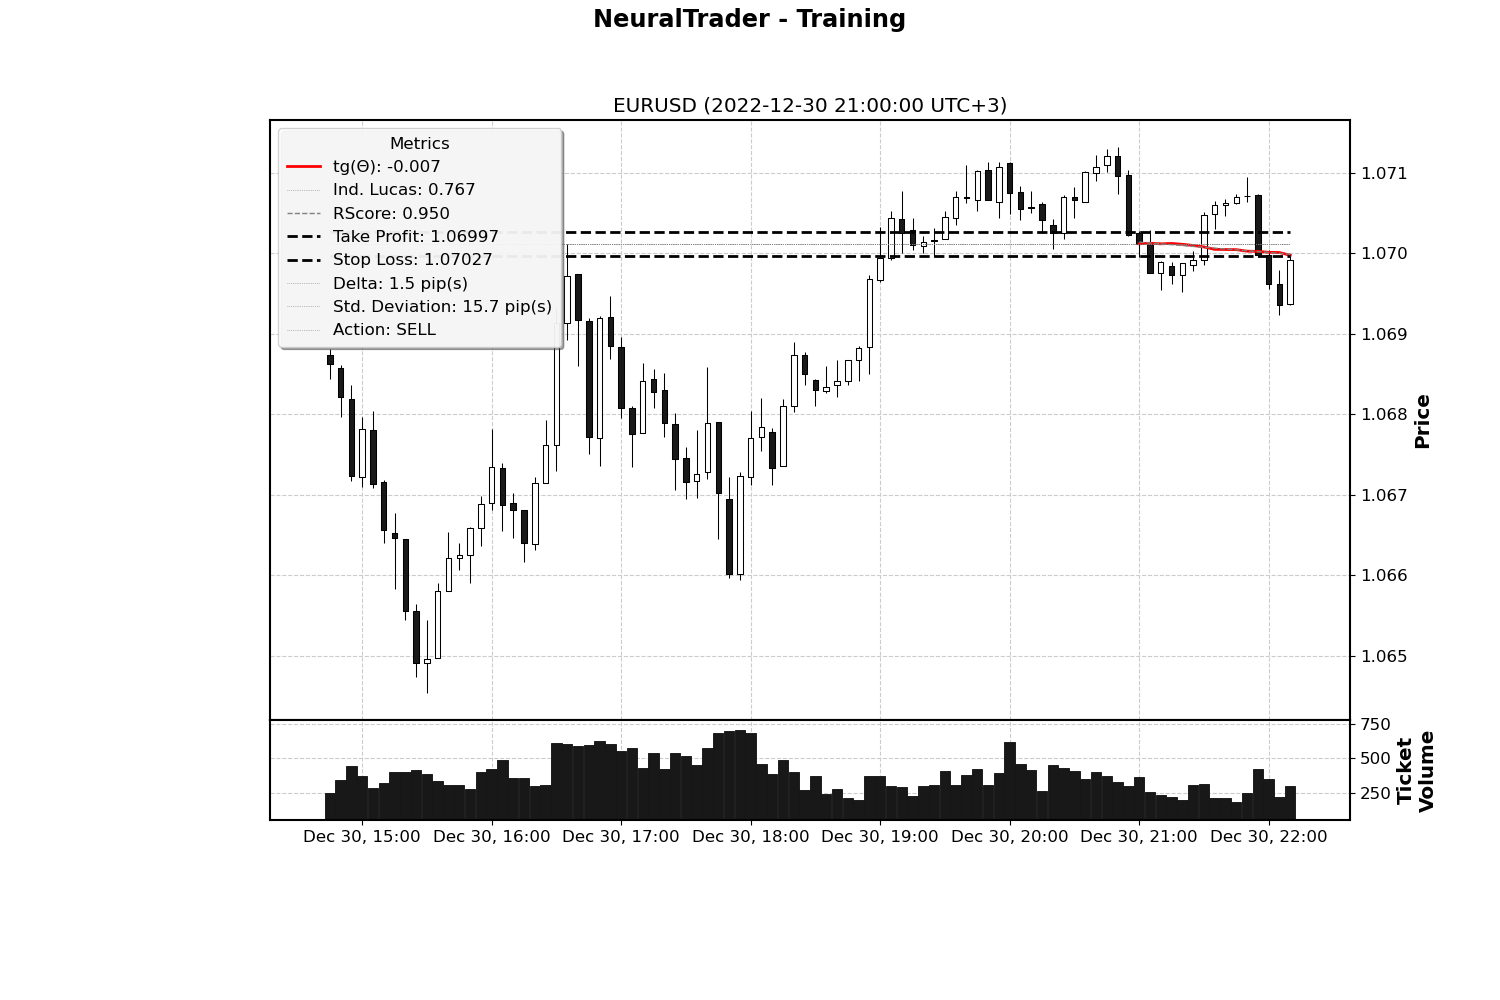 NeuralTrader - Training
EURUSD (2022-12-30 21:00:00 UTC+3)
Metrics
tg(Θ): -0.007
Ind. Lucas: 0.767
RScore: 0.950
Take Profit: 1.06997
Stop Loss: 1.07027
Delta: 1.5 pip(s)
Std. Deviation: 15.7 pip(s)
Action: SELL
1.071
1.070
1.069
1.068
1.067
1.066
1.065
Price
750
500
250
Ticket
Volume
Dec 30, 15:00 Dec 30, 16:00 Dec 30, 17:00 Dec 30, 18:00 Dec 30, 19:00 Dec 30, 20:00 Dec 30, 21:00 Dec 30, 22:00